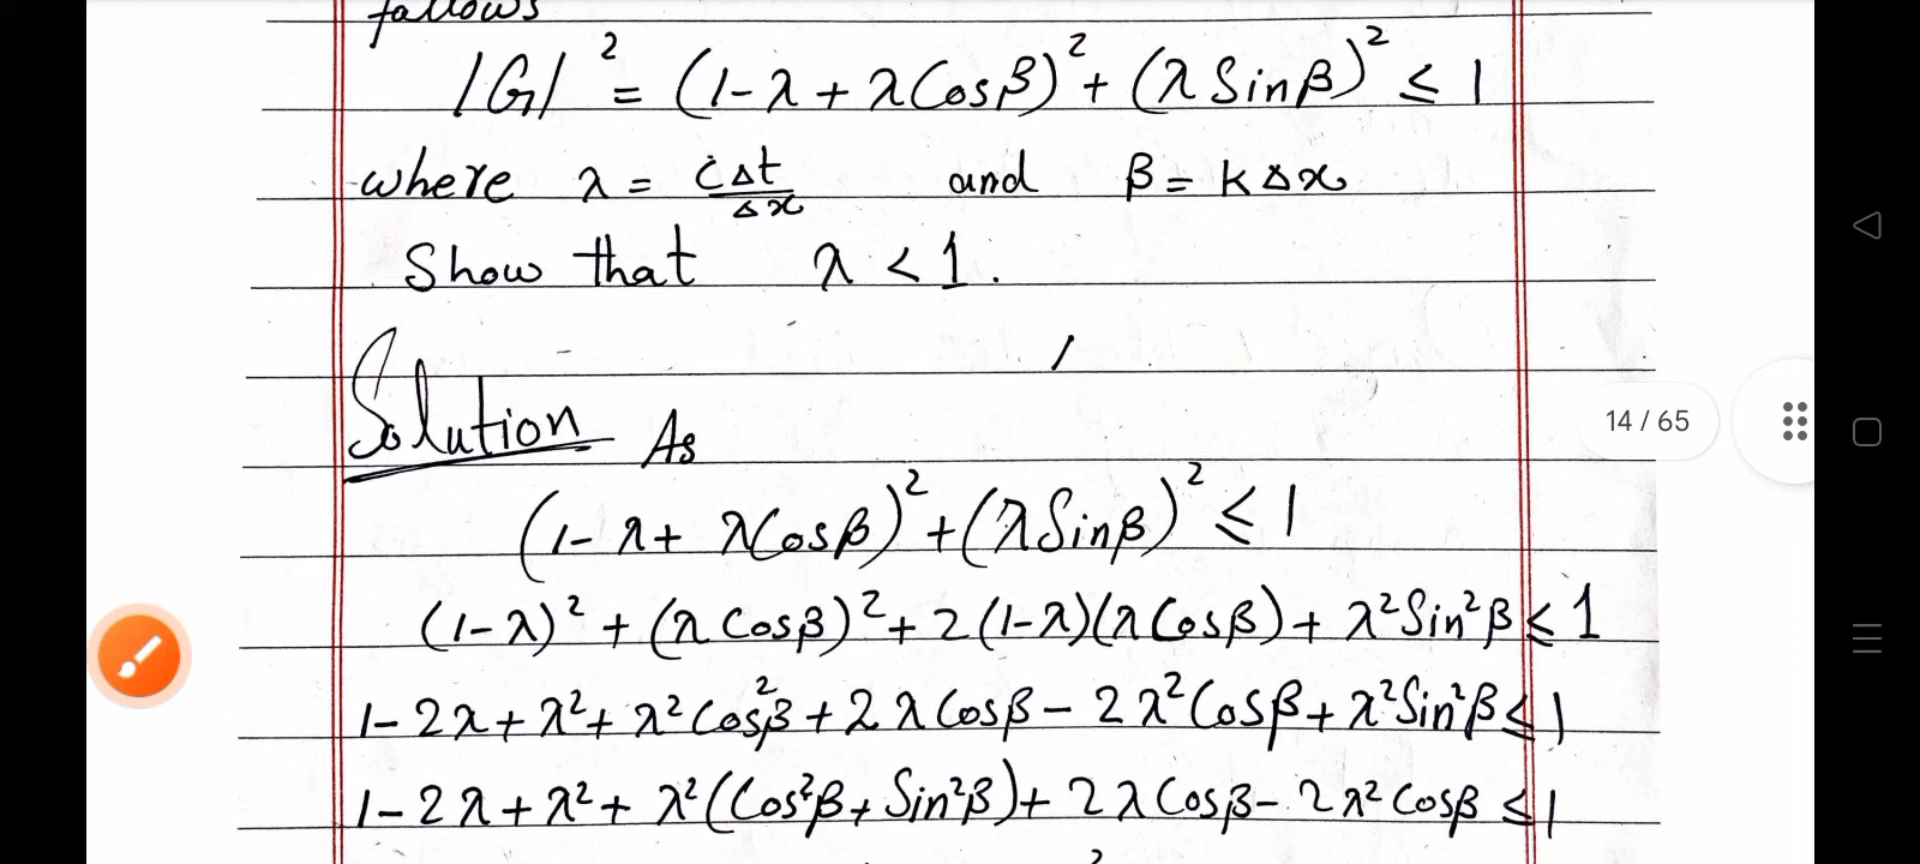 follows
|G|² = (1-λ+λCosβ)² + (λSinβ)² ≤ 1
where λ = cΔt/Δx and β = kΔx
Show that λ < 1.
Solution As
(1-λ+λCosβ)² + (λSinβ)² ≤ 1
(1-λ)² + (λCosβ)² + 2(1-λ)(λCosβ) + λ²Sin²β ≤ 1
1-2λ+λ²+λ²Cos²β+2λCosβ-2λ²Cosβ+λ²Sin²β ≤ 1
1-2λ+λ²+λ²(Cos²β+Sin²β)+2λCosβ-2λ²Cosβ ≤ 1
14 / 65